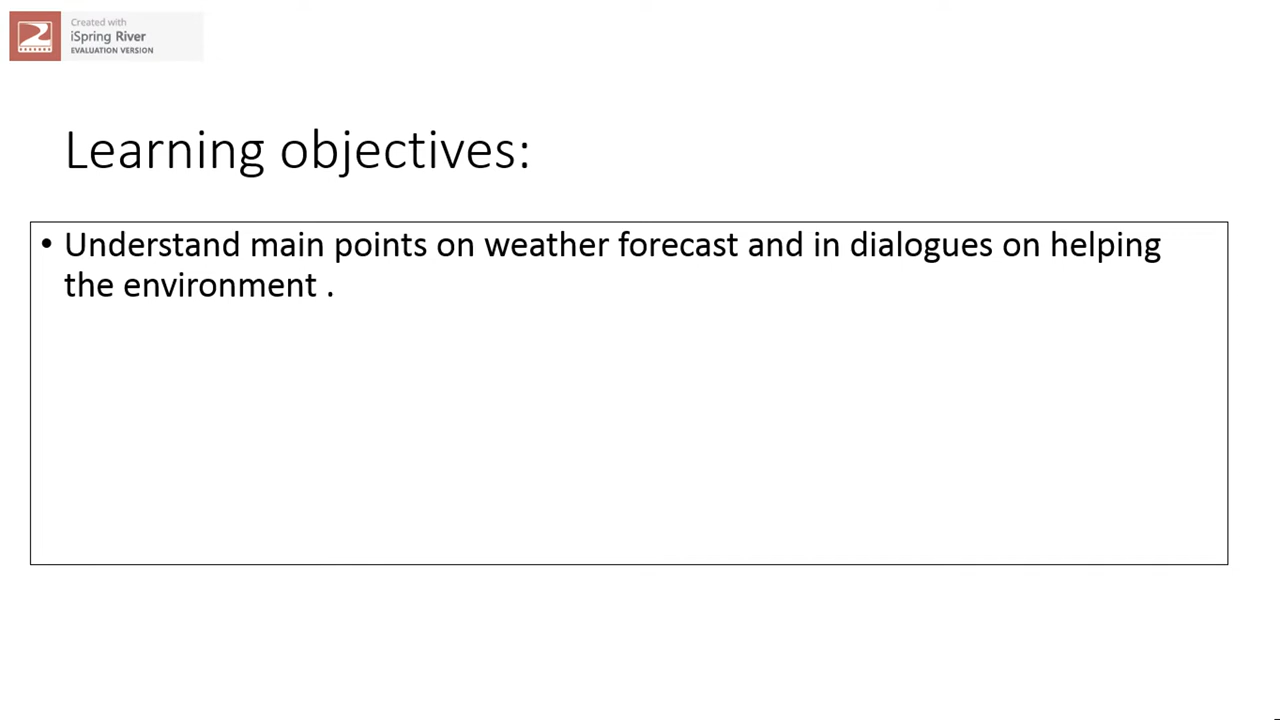 Created with
iSpring River
EVALUATION VERSION
Learning objectives:
• Understand main points on weather forecast and in dialogues on helping
the environment .